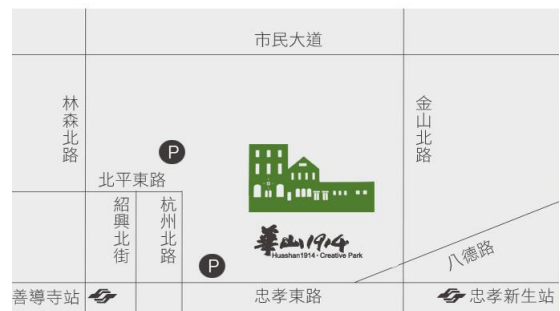 市民大道
林森北路
金山北路
P
北平東路
紹興北街
杭州北路
華山1914
Huashan1914 · Creative Park
八德路
P
善導寺站
忠孝東路
忠孝新生站